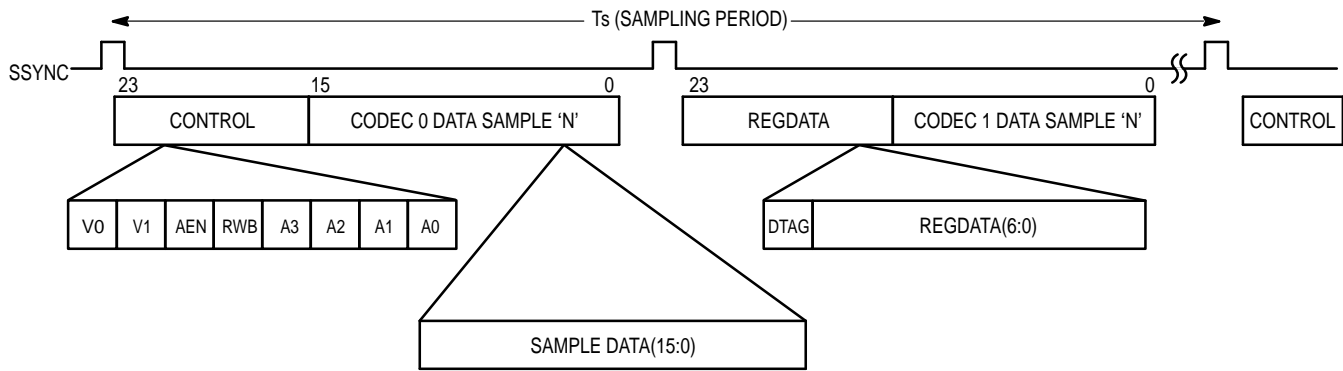 Ts (SAMPLING PERIOD)
SSYNC
23 15 0 23 0
CONTROL CODEC 0 DATA SAMPLE ‘N’ REGDATA CODEC 1 DATA SAMPLE ‘N’ CONTROL
V0 V1 AEN RWB A3 A2 A1 A0 DTAG REGDATA(6:0)
SAMPLE DATA(15:0)